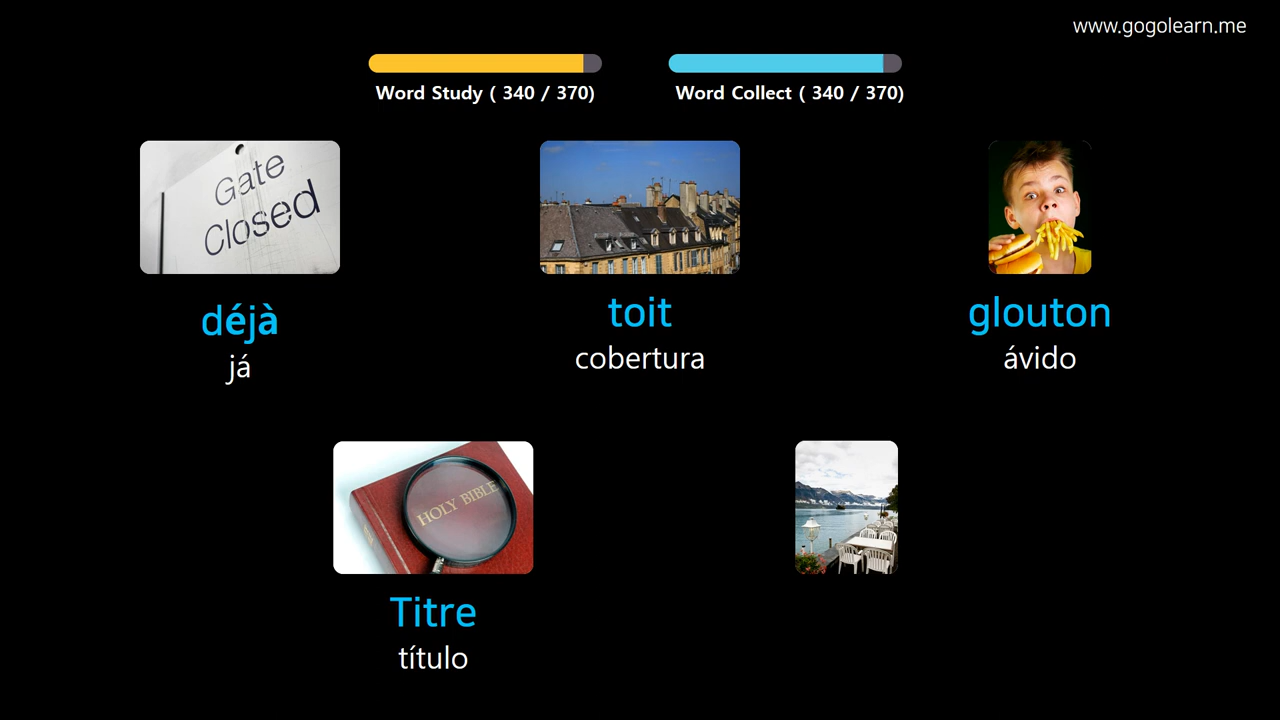 www.gogolearn.me
Word Study ( 340 / 370)
Word Collect ( 340 / 370)
Gate
Closed
déjà
já
toit
cobertura
glouton
ávido
HOLY BIBLE
Titre
título